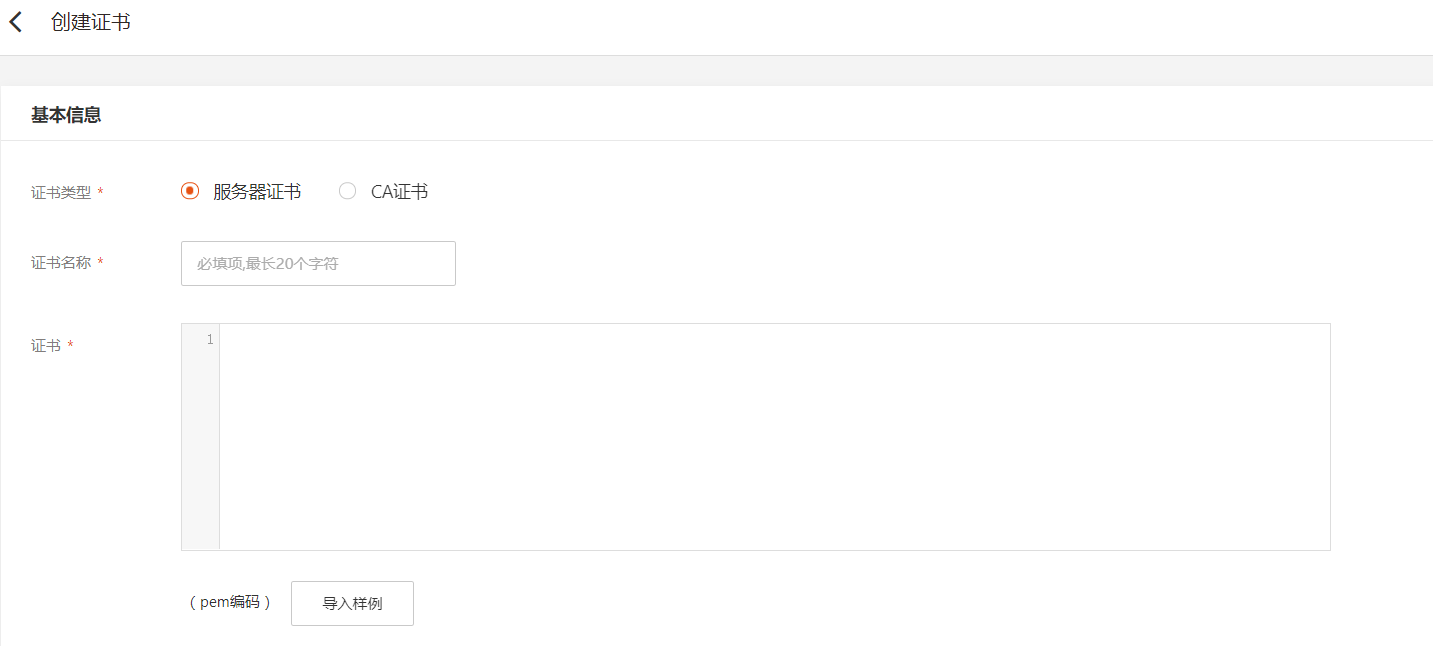 创建证书
基本信息
证书类型 * 服务器证书 CA证书
证书名称 * 必填项,最长20个字符
证书 * 1
（pem编码） 导入样例